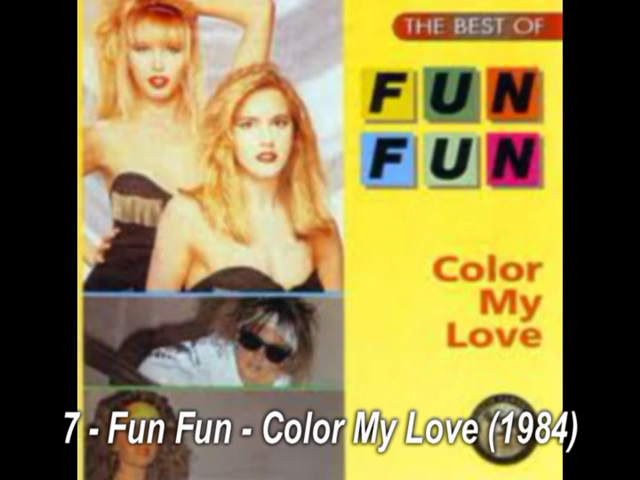 THE BEST OF
FUN
FUN
Color
My
Love
7 - Fun Fun - Color My Love (1984)